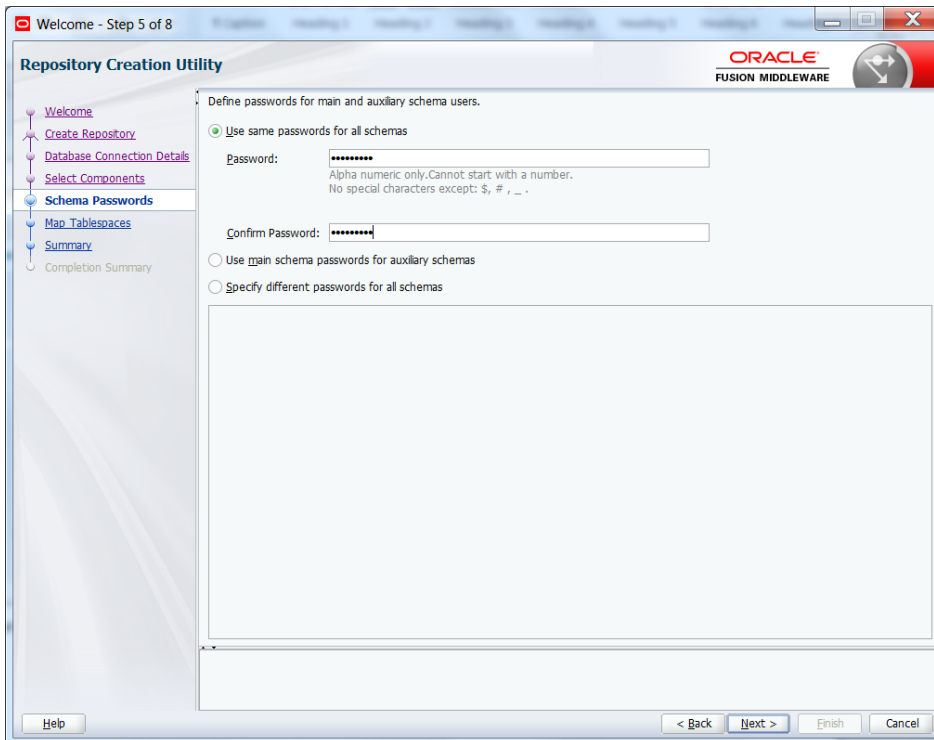 Welcome - Step 5 of 8
Repository Creation Utility
ORACLE
FUSION MIDDLEWARE
Welcome
Create Repository
Database Connection Details
Select Components
Schema Passwords
Map Tablespaces
Summary
Completion Summary
Define passwords for main and auxiliary schema users.
Use same passwords for all schemas
Password: •••••••••
Alpha numeric only.Cannot start with a number.
No special characters except: $, # , _ .
Confirm Password: •••••••••
Use main schema passwords for auxiliary schemas
Specify different passwords for all schemas
Help < Back Next > Finish Cancel